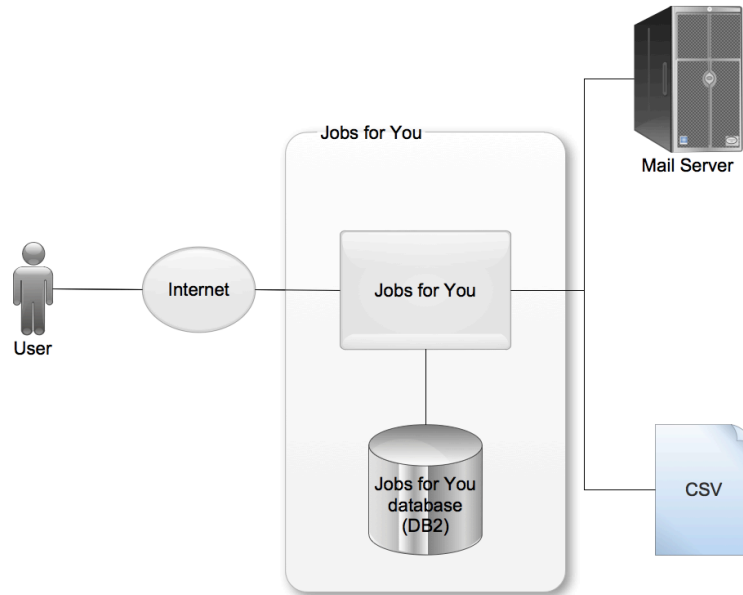 Jobs for You
Mail Server
User
Internet
Jobs for You
Jobs for You
database
(DB2)
CSV